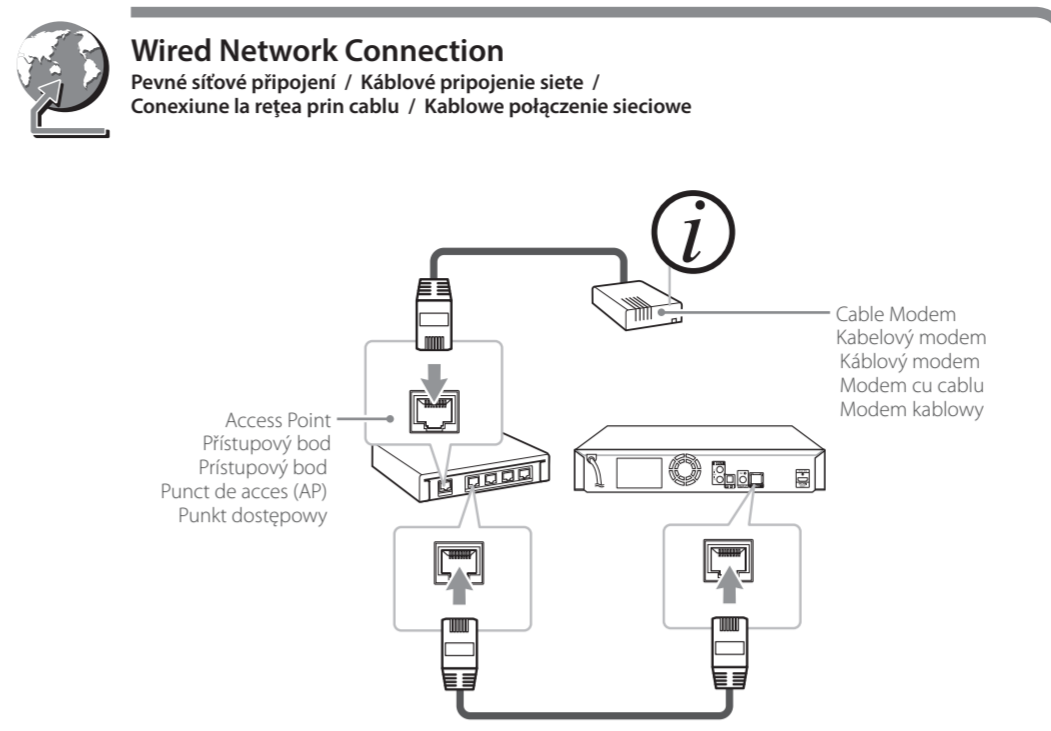 Wired Network Connection
Pevné síťové připojení / Káblové pripojenie siete /
Conexiune la reţea prin cablu / Kablowe połączenie sieciowe
i
Cable Modem
Kabelový modem
Káblový modem
Modem cu cablu
Modem kablowy
Access Point
Přístupový bod
Prístupový bod
Punct de acces (AP)
Punkt dostępowy